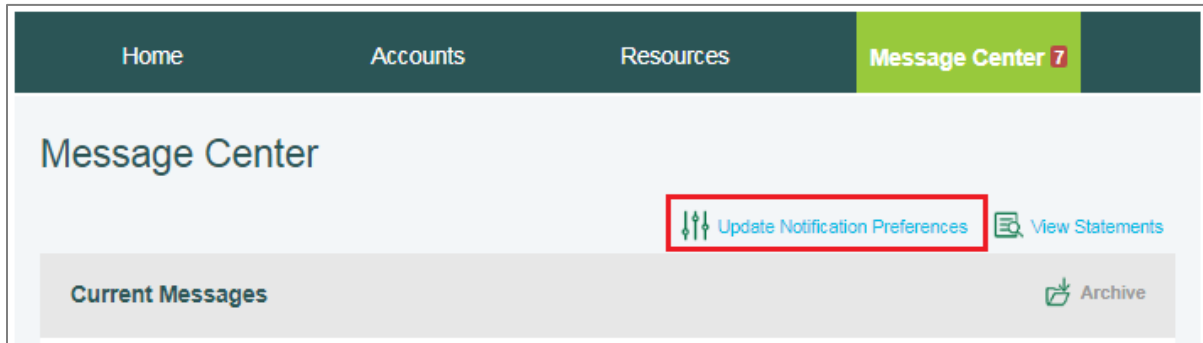 Home Accounts Resources Message Center 7
Message Center
Update Notification Preferences View Statements
Current Messages Archive